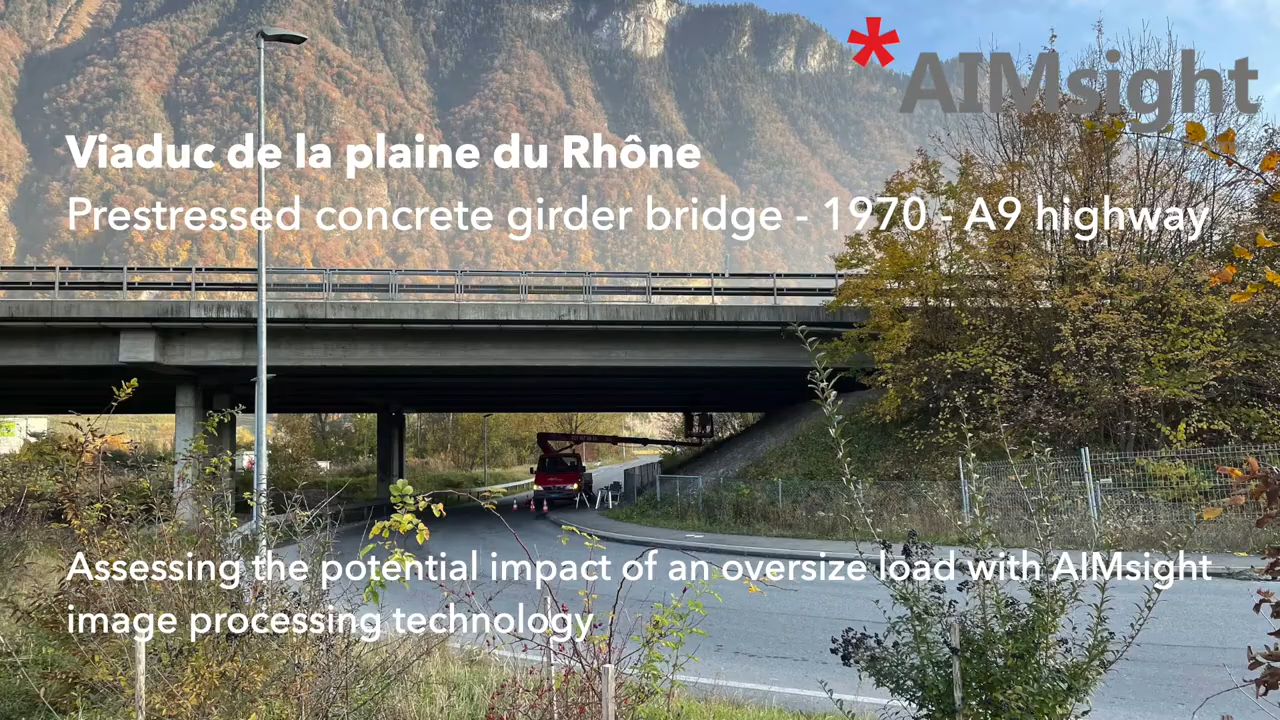 *AIMsight
Viaduc de la plaine du Rhône
Prestressed concrete girder bridge - 1970 - A9 highway
Assessing the potential impact of an oversize load with AIMsight
image processing technology